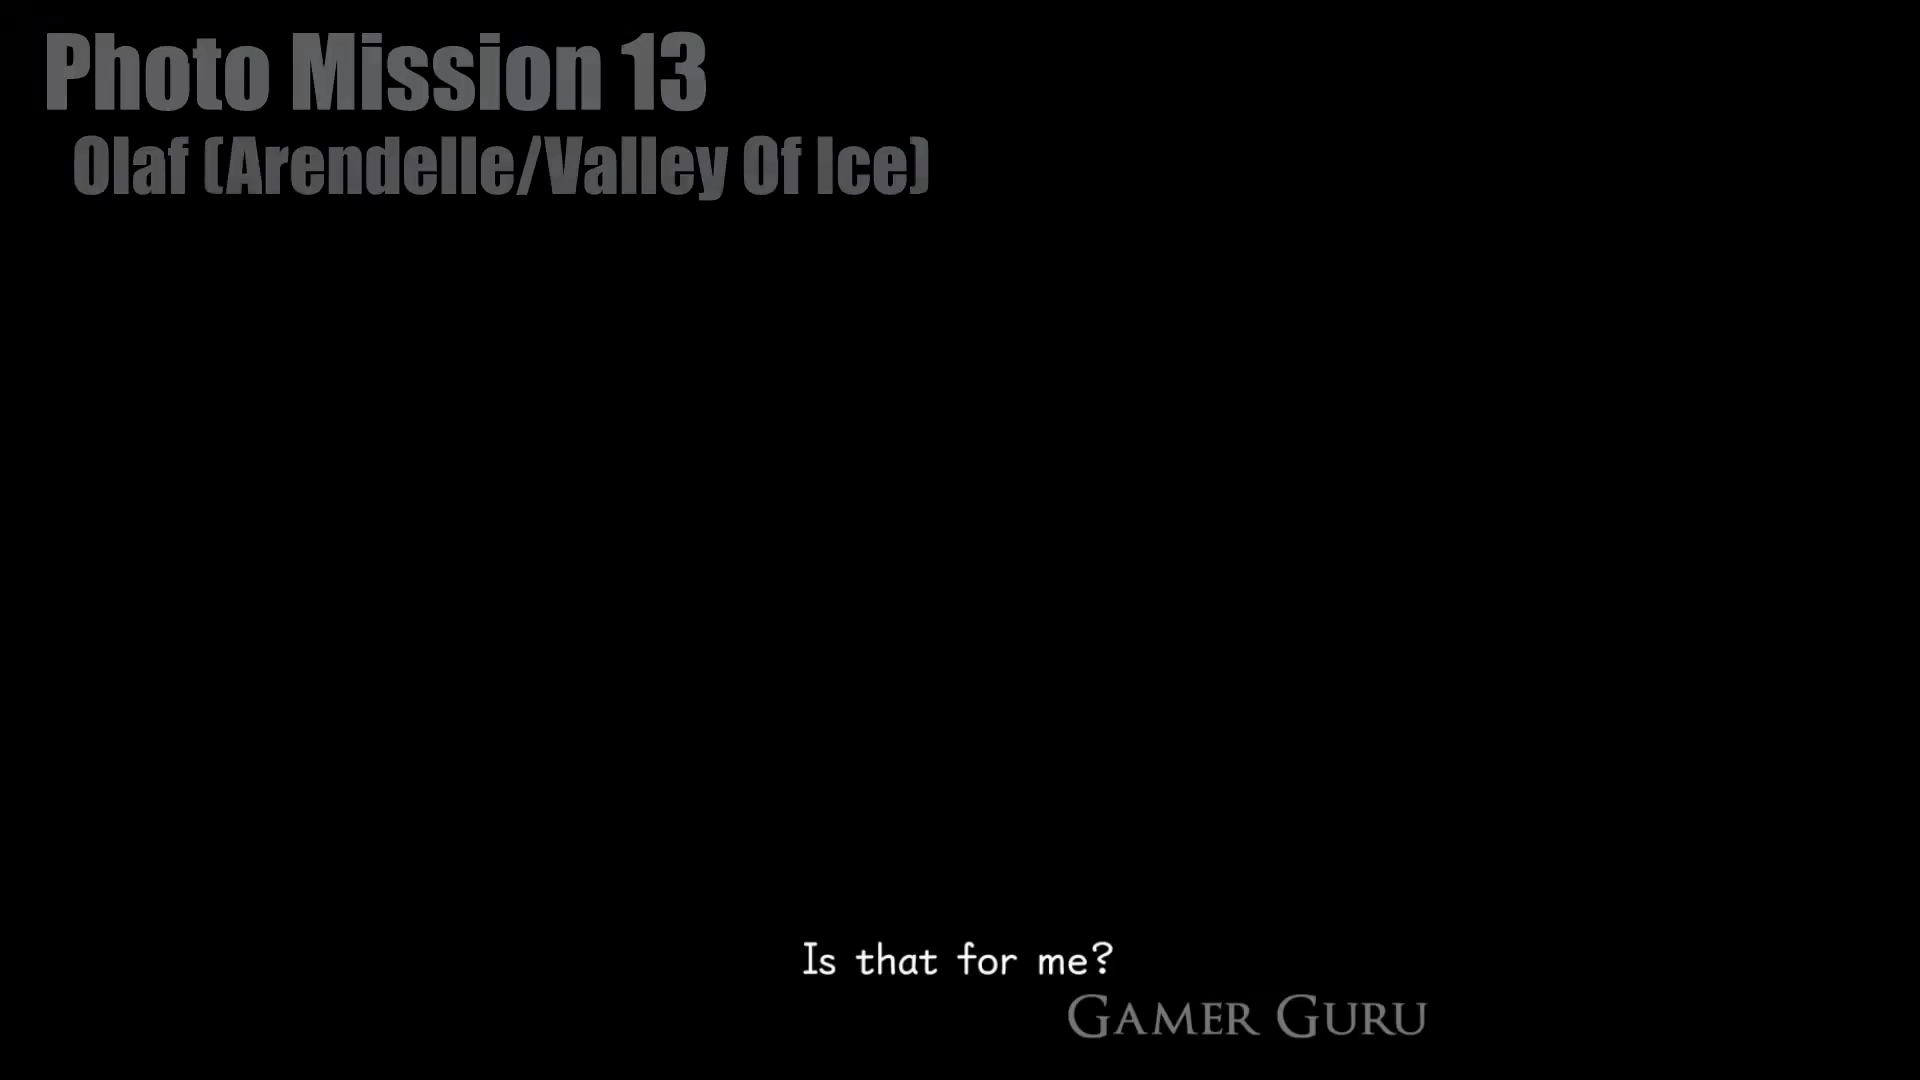 Photo Mission 13
Olaf (Arendelle/Valley Of Ice)
Is that for me?
GAMER GURU